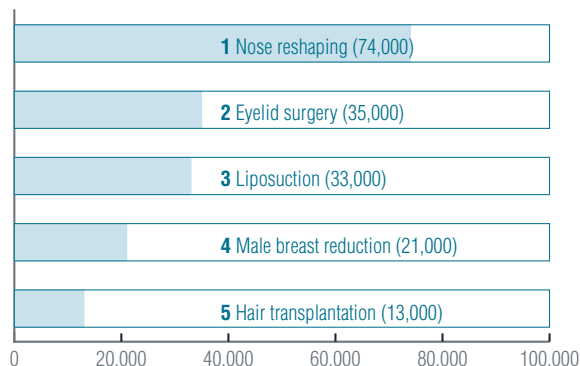 1 Nose reshaping (74,000)
2 Eyelid surgery (35,000)
3 Liposuction (33,000)
4 Male breast reduction (21,000)
5 Hair transplantation (13,000)
0 20.000 40.000 60.000 80.000 100.000